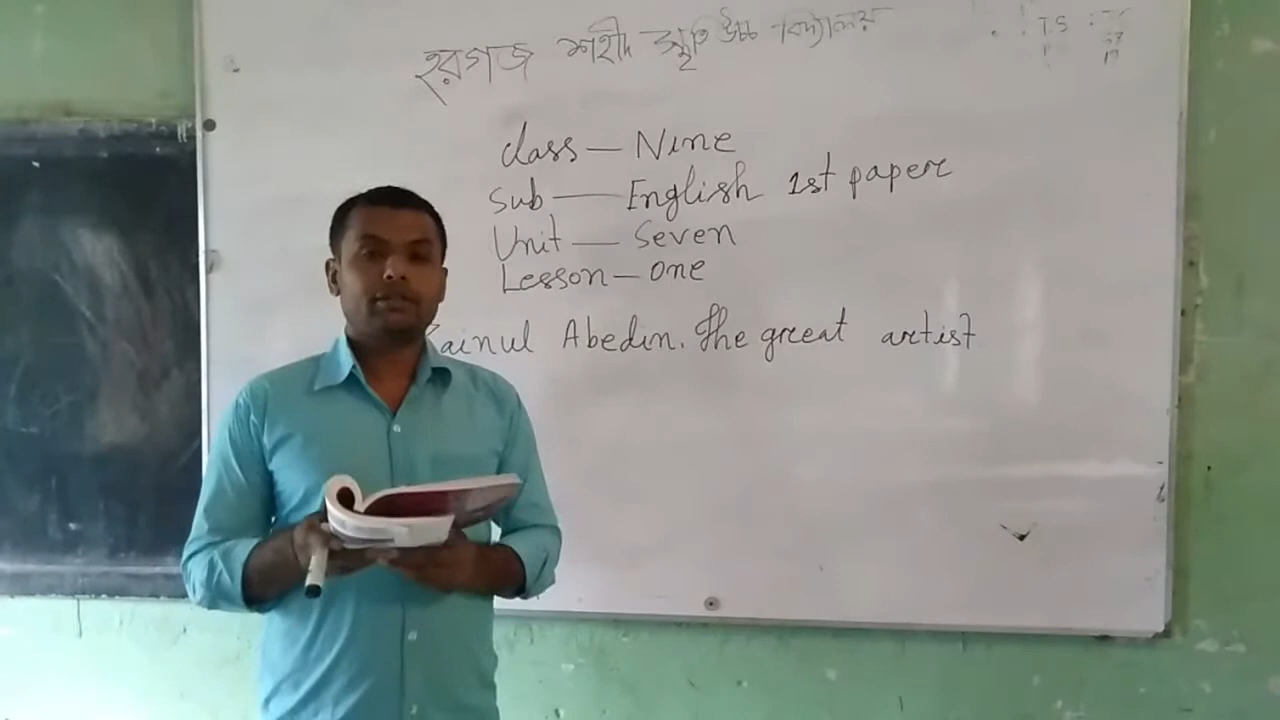 হরগজ শহীদ স্মৃতি উচ্চ বিদ্যালয়
T.S
class — Nine
Sub — English 1st paper
Unit — Seven
Lesson — one
Zainul Abedin. The great artist